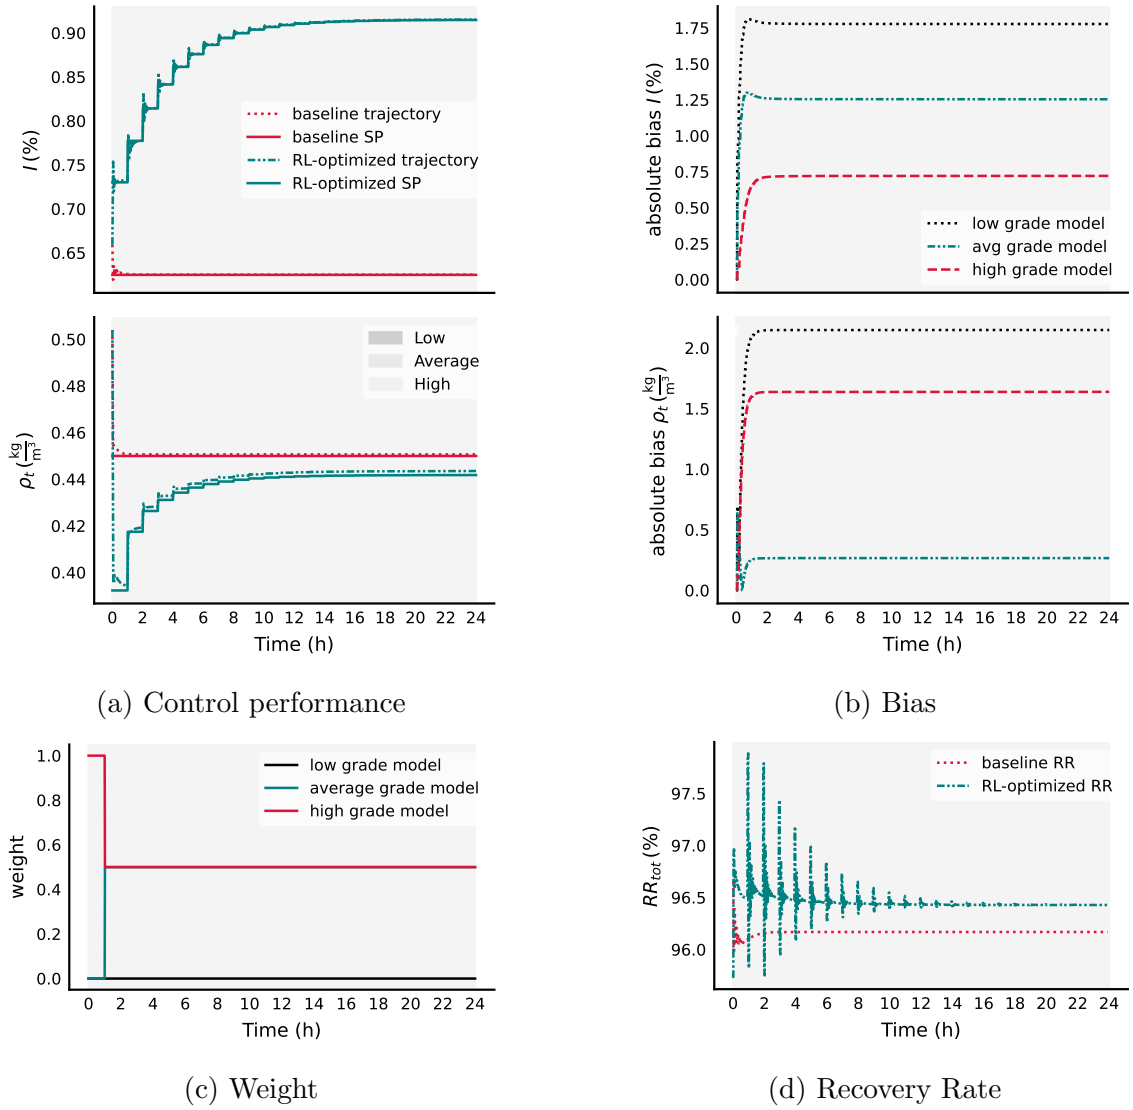 I (%)
0.90
0.85
0.80
0.75
0.70
0.65
baseline trajectory
baseline SP
RL-optimized trajectory
RL-optimized SP
ρt (kg/m³)
0.50
0.48
0.46
0.44
0.42
0.40
Low
Average
High
0 2 4 6 8 10 12 14 16 18 20 22 24
Time (h)
(a) Control performance
absolute bias I (%)
1.75
1.50
1.25
1.00
0.75
0.50
0.25
0.00
low grade model
avg grade model
high grade model
absolute bias ρt (kg/m³)
2.0
1.5
1.0
0.5
0.0
0 2 4 6 8 10 12 14 16 18 20 22 24
Time (h)
(b) Bias
weight
1.0
0.8
0.6
0.4
0.2
0.0
low grade model
average grade model
high grade model
0 2 4 6 8 10 12 14 16 18 20 22 24
Time (h)
(c) Weight
RRtot (%)
97.5
97.0
96.5
96.0
baseline RR
RL-optimized RR
0 2 4 6 8 10 12 14 16 18 20 22 24
Time (h)
(d) Recovery Rate